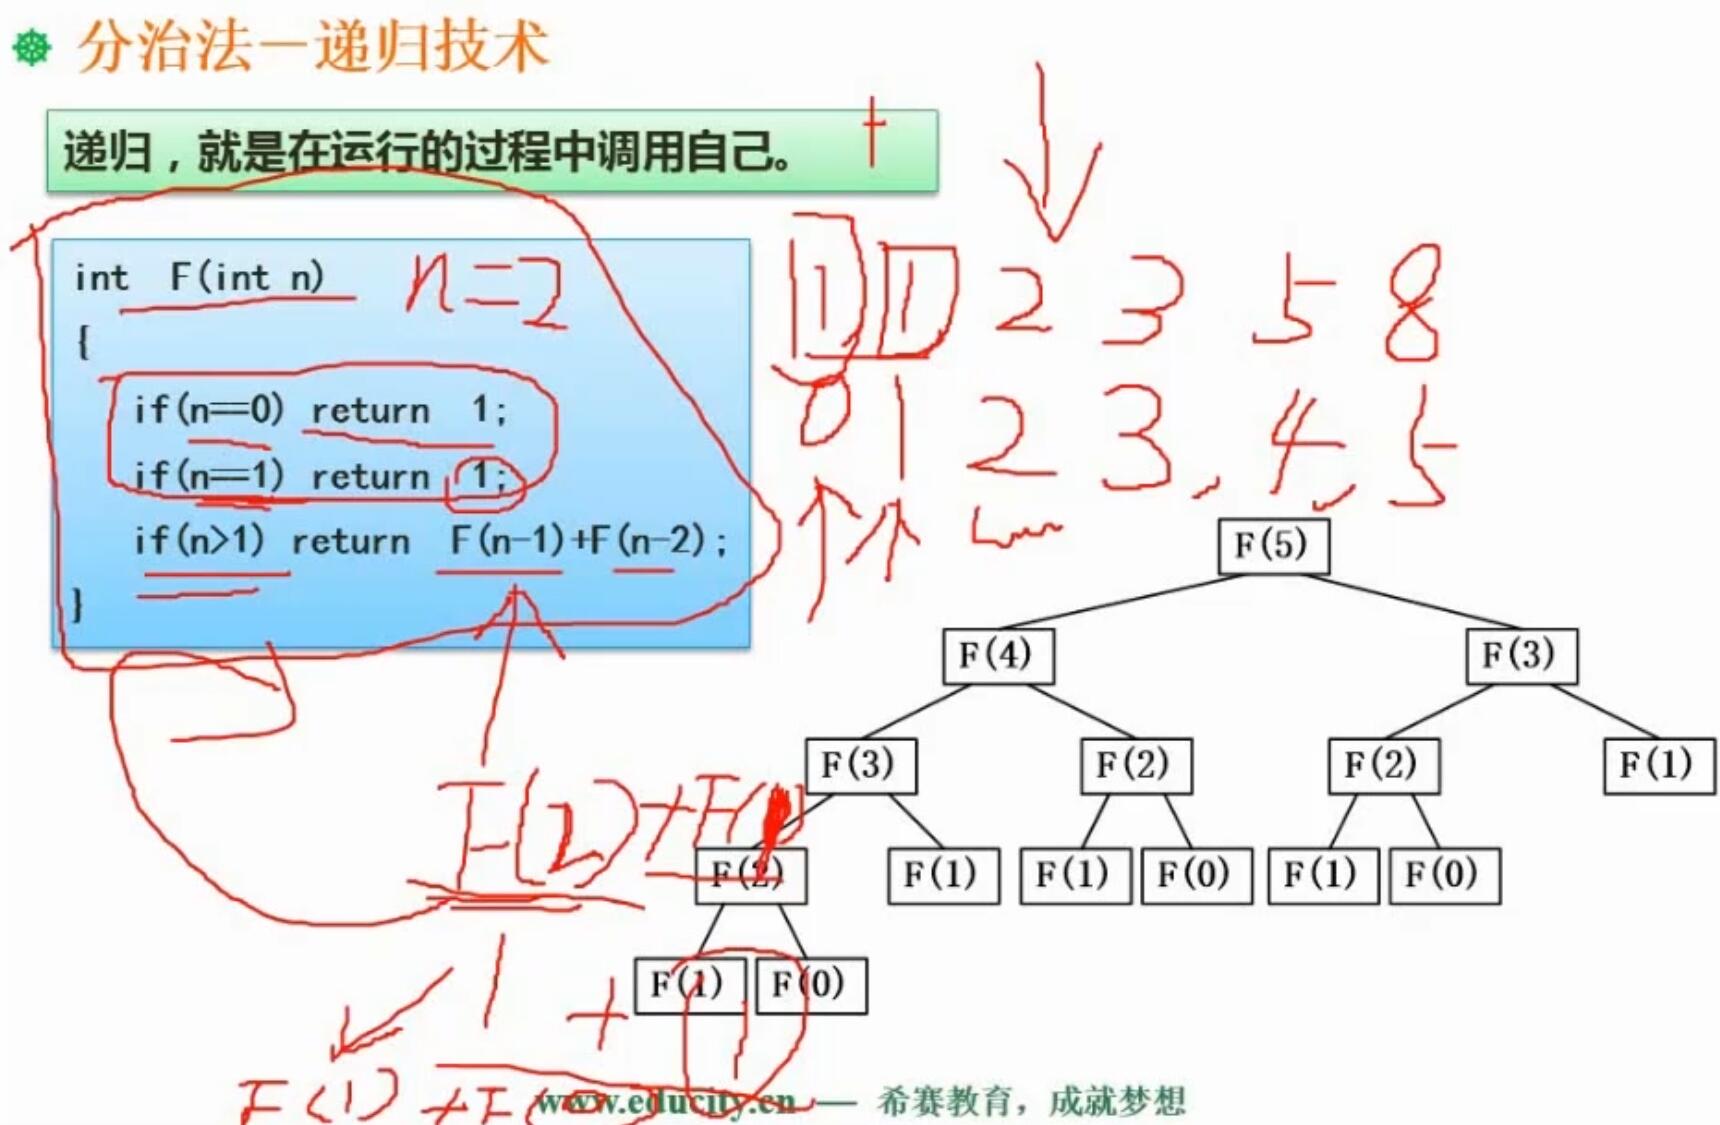 分治法－递归技术
递归，就是在运行的过程中调用自己。
int F(int n)
n=2
{
if(n==0) return 1;
if(n==1) return 1;
if(n>1) return F(n-1)+F(n-2);
}
1 1 2 3 5 8
0 1 2 3, 4, 5
F(5)
F(4) F(3)
F(3) F(2) F(2) F(1)
F(2) F(1) F(1) F(0) F(1) F(0)
F(1) F(0)
1 + 1
F(1) + F(0)
www.educity.cn — 希赛教育，成就梦想